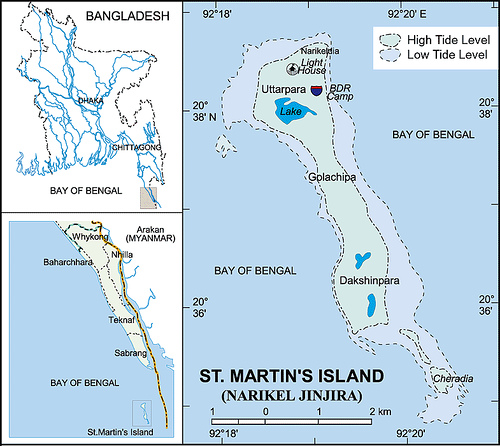 BANGLADESH
DHAKA
CHITTAGONG
BAY OF BENGAL
Arakan
(MYANMAR)
Whykong
Nhilla
Baharchhara
Teknaf
Sabrang
BAY OF BENGAL
St.Martin's Island
92°18'
92°20' E
High Tide Level
Low Tide Level
Narikeldia
Light
House
Uttarpara
BDR
Camp
Lake
20°
38' N
20°
38'
BAY OF BENGAL
Golachipa
BAY OF BENGAL
Dakshinpara
20°
36'
20°
36'
Cheradia
ST. MARTIN'S ISLAND
(NARIKEL JINJIRA)
1 0 1 2 km
92°18'
92°20'